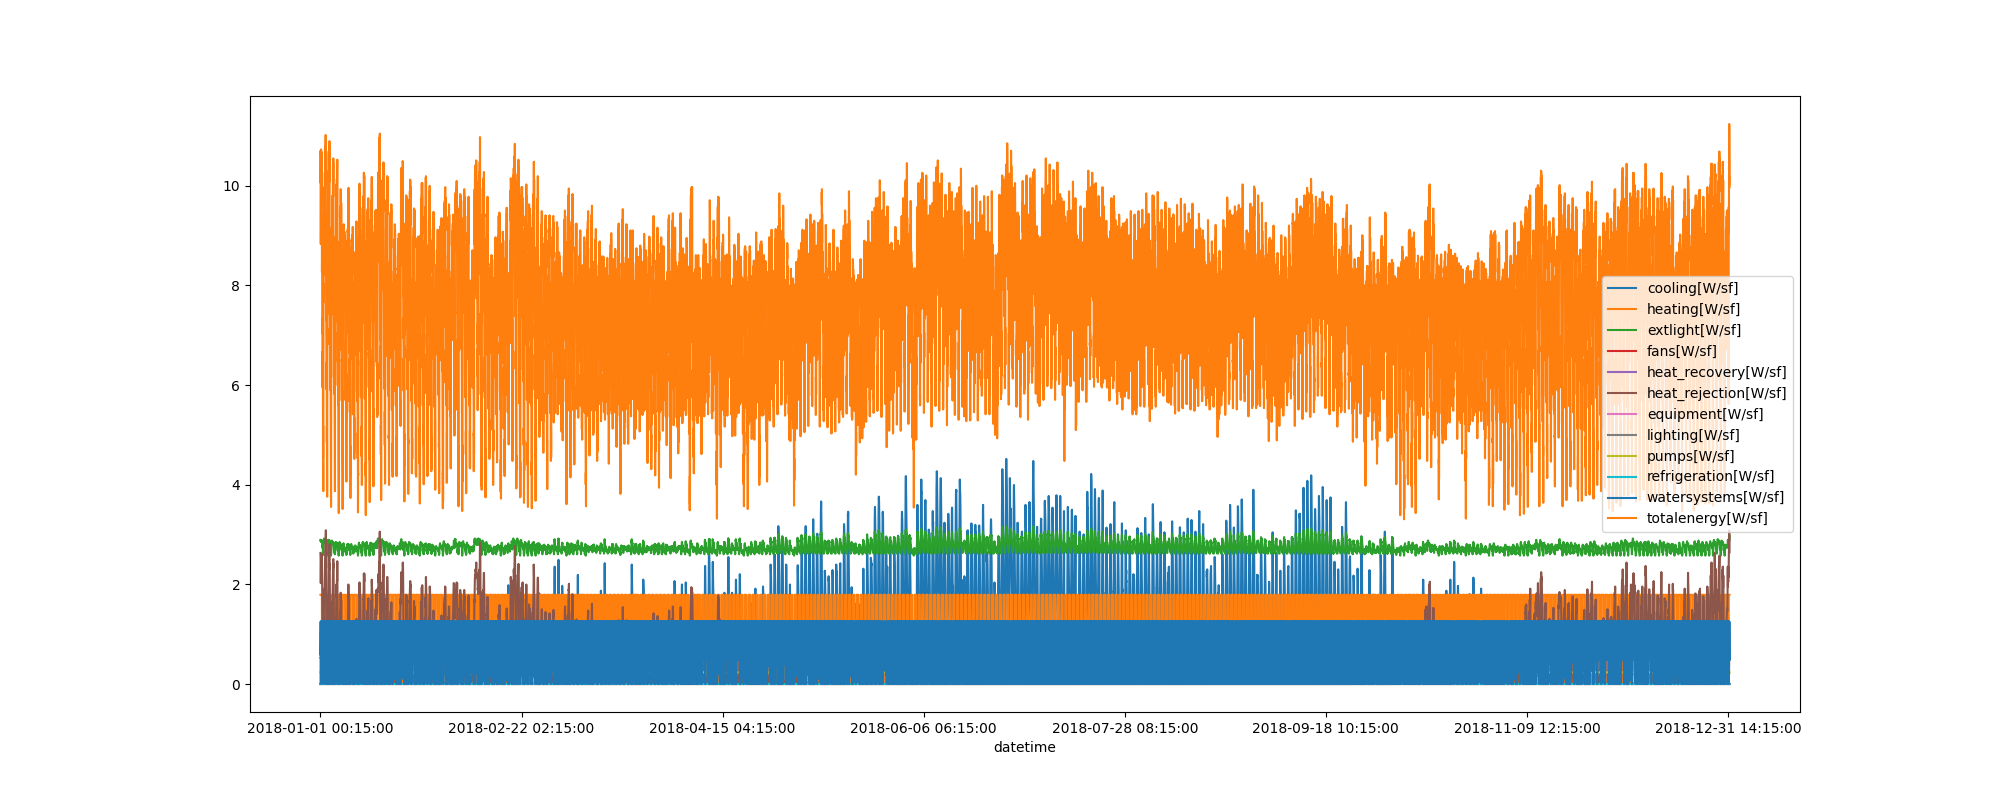 10
8
6
4
2
0
cooling[W/sf]
heating[W/sf]
extlight[W/sf]
fans[W/sf]
heat_recovery[W/sf]
heat_rejection[W/sf]
equipment[W/sf]
lighting[W/sf]
pumps[W/sf]
refrigeration[W/sf]
watersystems[W/sf]
totalenergy[W/sf]
2018-01-01 00:15:00 2018-02-22 02:15:00 2018-04-15 04:15:00 2018-06-06 06:15:00 2018-07-28 08:15:00 2018-09-18 10:15:00 2018-11-09 12:15:00 2018-12-31 14:15:00
datetime